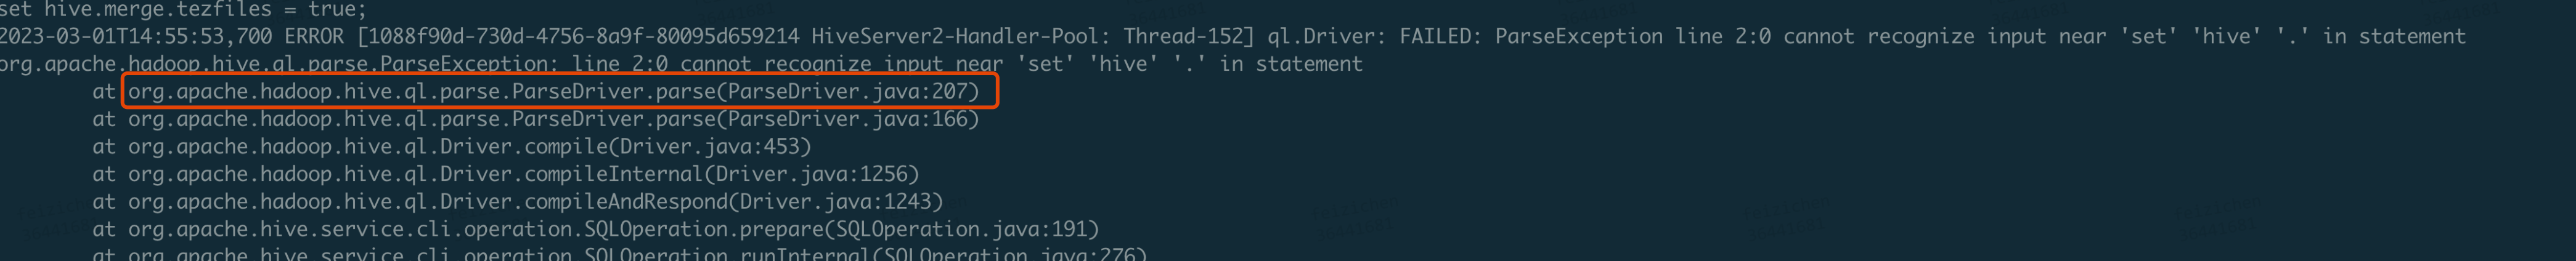 set hive.merge.tezfiles = true;
2023-03-01T14:55:53,700 ERROR [1088f90d-730d-4756-8a9f-80095d659214 HiveServer2-Handler-Pool: Thread-152] ql.Driver: FAILED: ParseException line 2:0 cannot recognize input near 'set' 'hive' '.' in statement
org.apache.hadoop.hive.ql.parse.ParseException: line 2:0 cannot recognize input near 'set' 'hive' '.' in statement
at org.apache.hadoop.hive.ql.parse.ParseDriver.parse(ParseDriver.java:207)
at org.apache.hadoop.hive.ql.parse.ParseDriver.parse(ParseDriver.java:166)
at org.apache.hadoop.hive.ql.Driver.compile(Driver.java:453)
at org.apache.hadoop.hive.ql.Driver.compileInternal(Driver.java:1256)
at org.apache.hadoop.hive.ql.Driver.compileAndRespond(Driver.java:1243)
at org.apache.hive.service.cli.operation.SQLOperation.prepare(SQLOperation.java:191)
at org.apache.hive.service.cli.operation.SQLOperation.runInternal(SQLOperation.java:276)